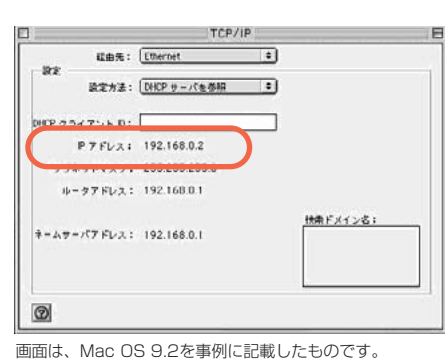 TCP/IP
経由先： Ethernet
設定
設定方法： DHCP サーバを参照
DHCP クライアント ID：
IP アドレス： 192.168.0.2
ルータアドレス： 192.168.0.1
検索ドメイン名：
ネームサーバアドレス： 192.168.0.1
画面は、Mac OS 9.2を事例に記載したものです。